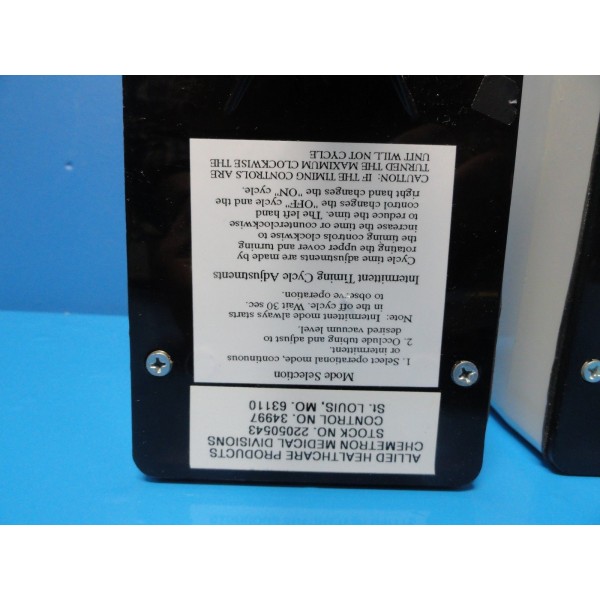 ALLIED HEALTHCARE PRODUCTS
CHEMETRON MEDICAL DIVISIONS
STOCK NO. 22050543
CONTROL NO. 34997
St. LOUIS, MO. 63110
Mode Selection
1. Select operational mode, continuous
or intermittent.
2. Occlude tubing and adjust to
desired vacuum level.
Note: Intermittent mode always starts
in the off cycle. Wait 30 sec.
to observe operation.
Intermittent Timing Cycle Adjustments
Cycle time adjustments are made by
rotating the upper cover and turning
the timing controls clockwise to
increase the time or counterclockwise
to reduce the time. The left hand
control changes the "OFF" cycle and the
right hand changes the "ON" cycle.
CAUTION: IF THE TIMING CONTROLS ARE
TURNED THE MAXIMUM CLOCKWISE THE
UNIT WILL NOT CYCLE